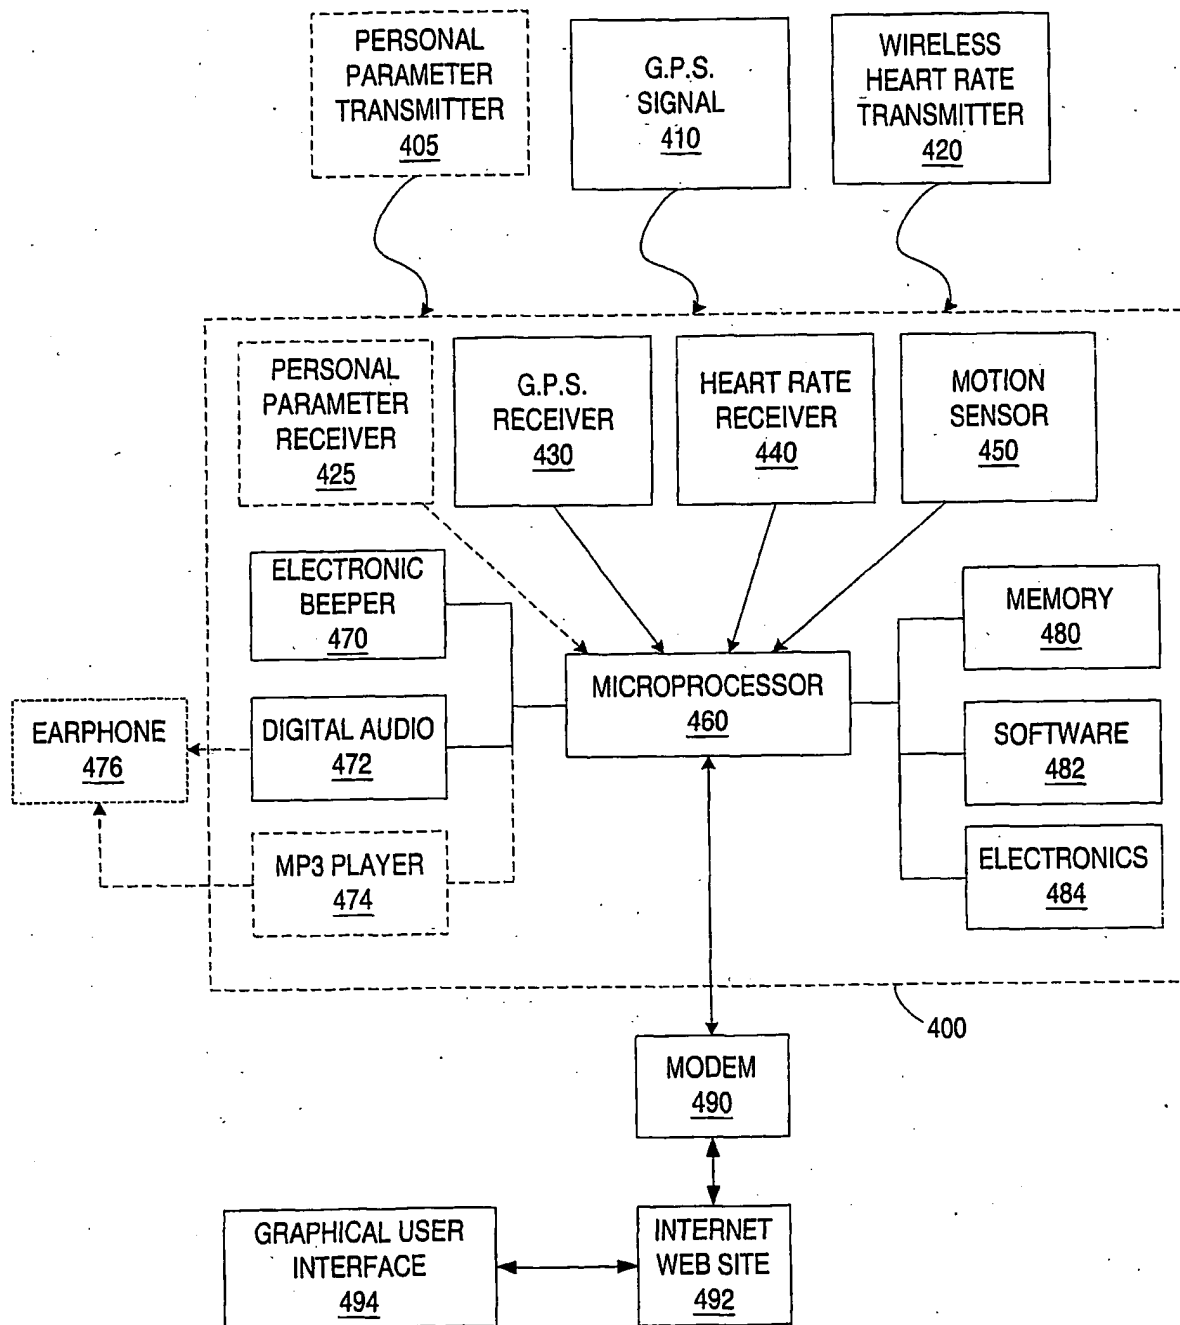 PERSONAL
PARAMETER
TRANSMITTER
405
G.P.S.
SIGNAL
410
WIRELESS
HEART RATE
TRANSMITTER
420
PERSONAL
PARAMETER
RECEIVER
425
G.P.S.
RECEIVER
430
HEART RATE
RECEIVER
440
MOTION
SENSOR
450
ELECTRONIC
BEEPER
470
MICROPROCESSOR
460
MEMORY
480
EARPHONE
476
DIGITAL AUDIO
472
SOFTWARE
482
MP3 PLAYER
474
ELECTRONICS
484
400
MODEM
490
GRAPHICAL USER
INTERFACE
494
INTERNET
WEB SITE
492